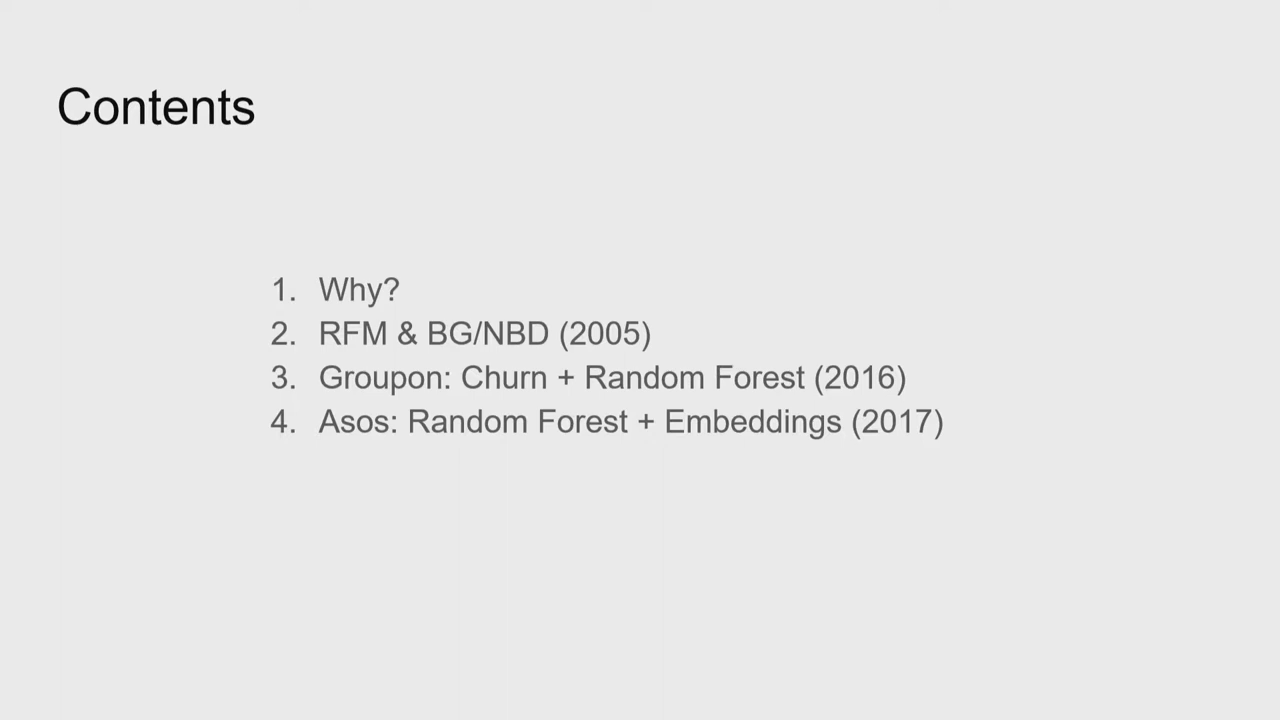 Contents
1. Why?
2. RFM & BG/NBD (2005)
3. Groupon: Churn + Random Forest (2016)
4. Asos: Random Forest + Embeddings (2017)